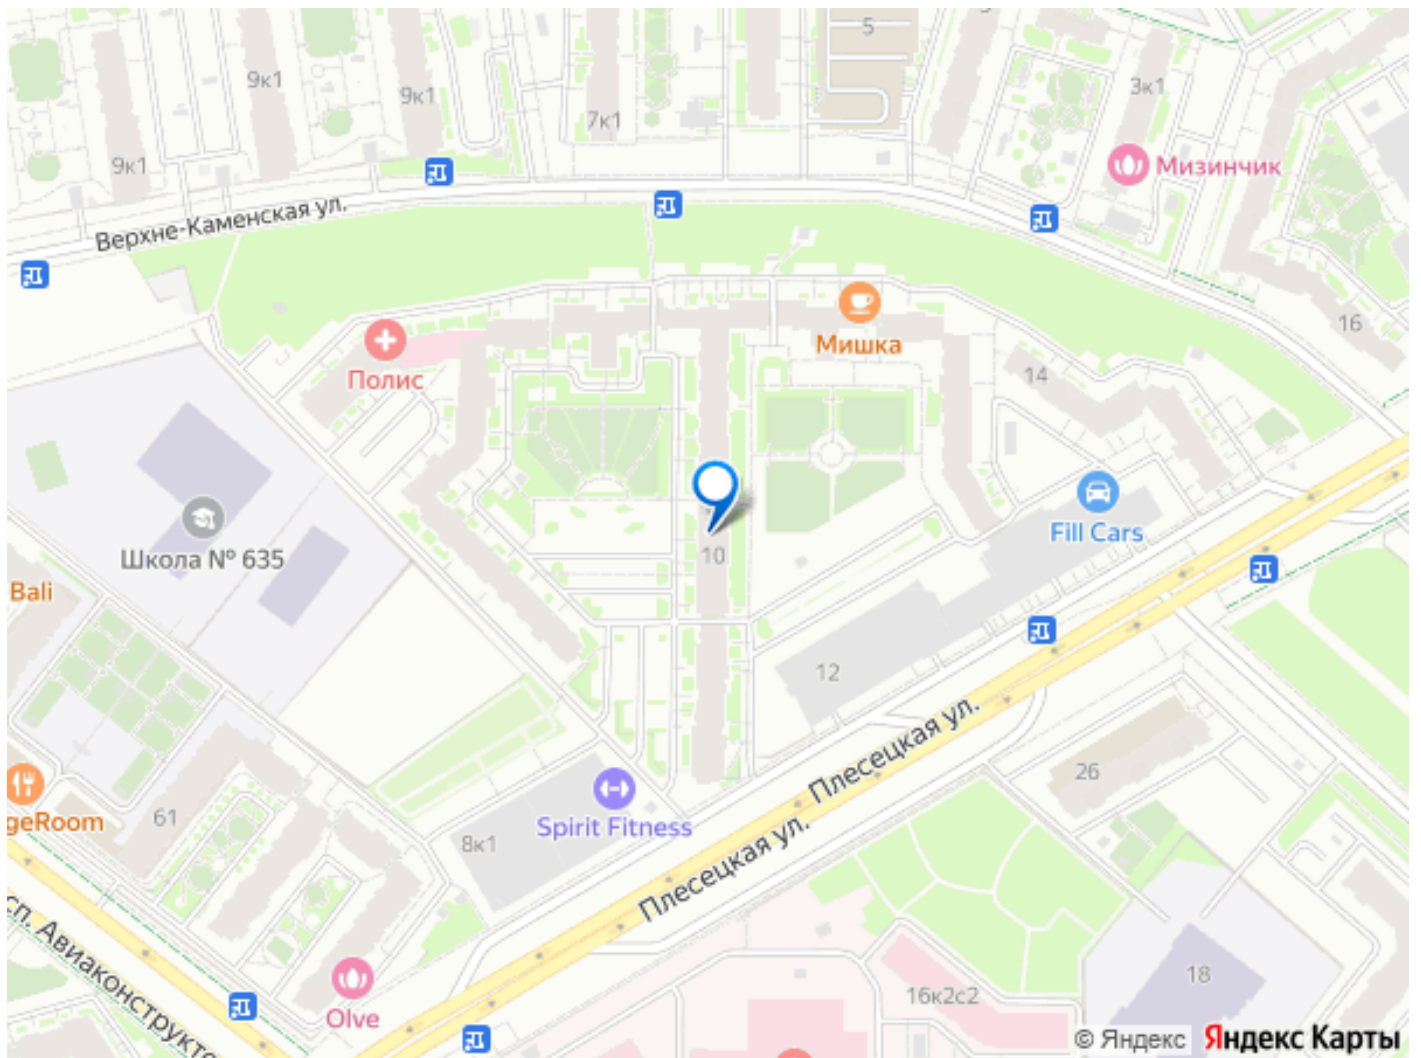 5
9к1
9к1
7к1
3к1
9к1
Мизинчик
Верхне-Каменская ул.
16
Мишка
Полис
14
Fill Cars
Школа № 635
10
Bali
12
Плесецкая ул.
26
geRoom
61
Spirit Fitness
8к1
Плесецкая ул.
сп. Авиаконструкто
18
16к2с2
Olve
© Яндекс Яндекс Карты